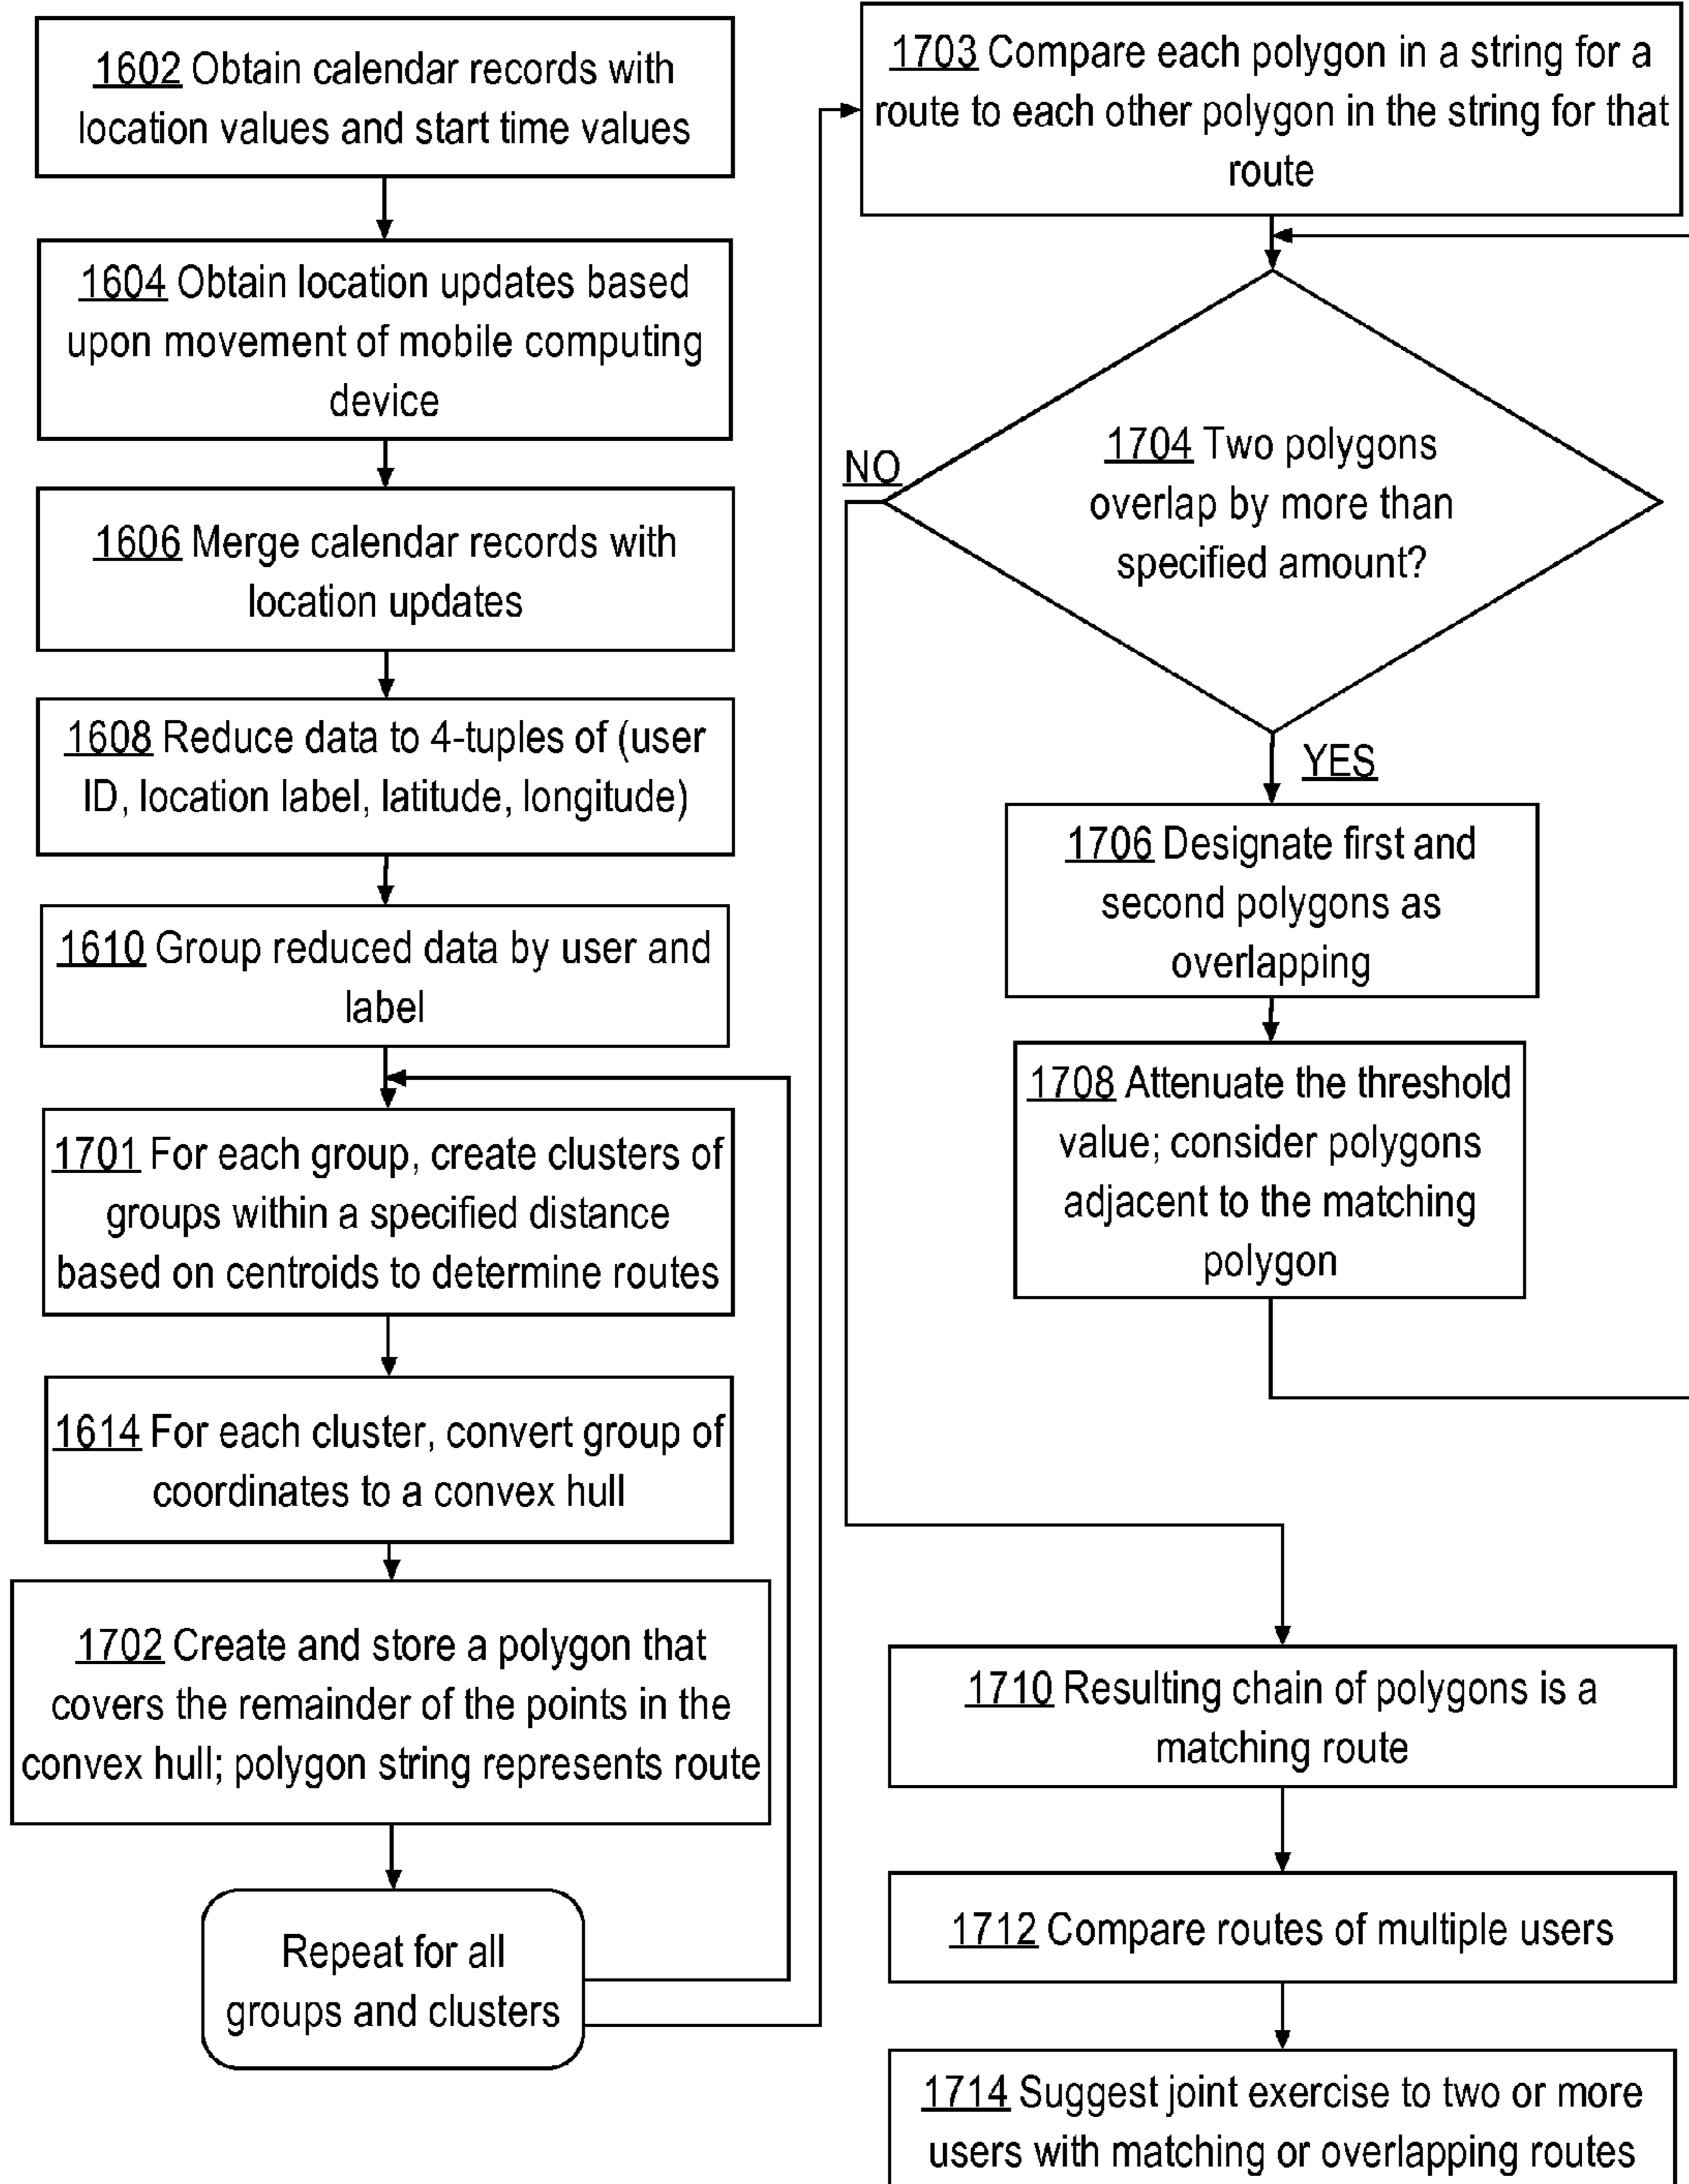 1602 Obtain calendar records with
location values and start time values
1604 Obtain location updates based
upon movement of mobile computing
device
1606 Merge calendar records with
location updates
1608 Reduce data to 4-tuples of (user
ID, location label, latitude, longitude)
1610 Group reduced data by user and
label
1701 For each group, create clusters of
groups within a specified distance
based on centroids to determine routes
1614 For each cluster, convert group of
coordinates to a convex hull
1702 Create and store a polygon that
covers the remainder of the points in the
convex hull; polygon string represents route
Repeat for all
groups and clusters
1703 Compare each polygon in a string for a
route to each other polygon in the string for that
route
1704 Two polygons
overlap by more than
specified amount?
NO
YES
1706 Designate first and
second polygons as
overlapping
1708 Attenuate the threshold
value; consider polygons
adjacent to the matching
polygon
1710 Resulting chain of polygons is a
matching route
1712 Compare routes of multiple users
1714 Suggest joint exercise to two or more
users with matching or overlapping routes